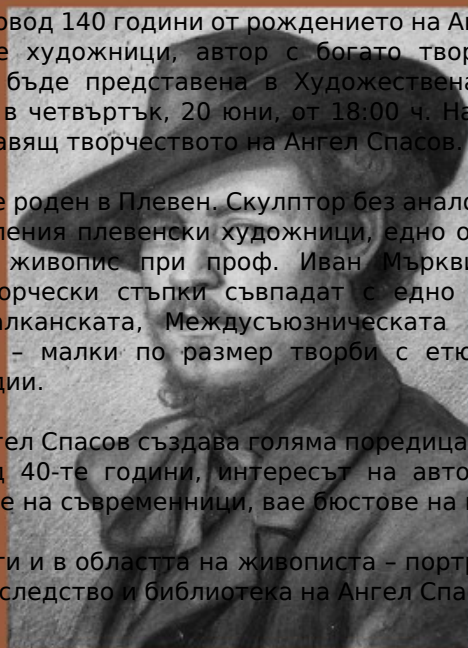 овод 140 години от рождението на Ан
е художници, автор с богато твор
бъде представена в Художествена
в четвъртък, 20 юни, от 18:00 ч. На
авящ творчеството на Ангел Спасов.
е роден в Плевен. Скулптор без анало
ления плевенски художници, едно о
живопис при проф. Иван Мъркви
орчески стъпки съвпадат с едно
алканската, Междусъюзническата
– малки по размер творби с етю
дии.
гел Спасов създава голяма поредица
д 40-те години, интересът на авто
е на съвременници, вае бюстове на
ти и в областта на живописта – портр
следство и библиотека на Ангел Спа